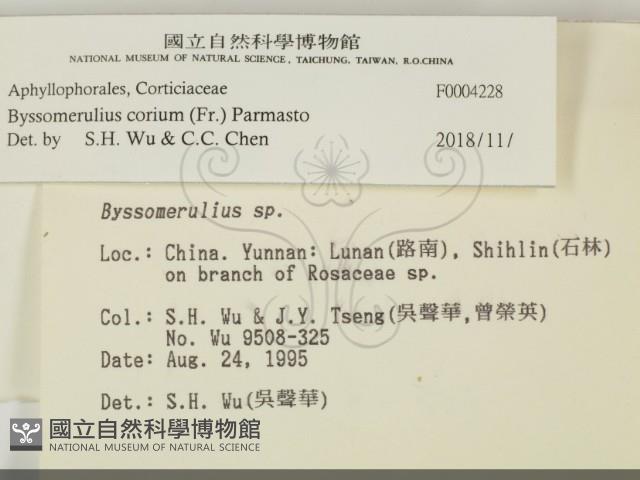 國立自然科學博物館
NATIONAL MUSEUM OF NATURAL SCIENCE, TAICHUNG, TAIWAN, R.O.CHINA
Aphyllophorales, Corticiaceae F0004228
Byssomerulius corium (Fr.) Parmasto
Det. by S.H. Wu & C.C. Chen 2018/11/
Byssomerulius sp.
Loc.: China. Yunnan: Lunan(路南), Shihlin(石林)
on branch of Rosaceae sp.
Col.: S.H. Wu & J.Y. Tseng(吳聲華,曾榮英)
No. Wu 9508-325
Date: Aug. 24, 1995
Det.: S.H. Wu(吳聲華)
國立自然科學博物館
NATIONAL MUSEUM OF NATURAL SCIENCE